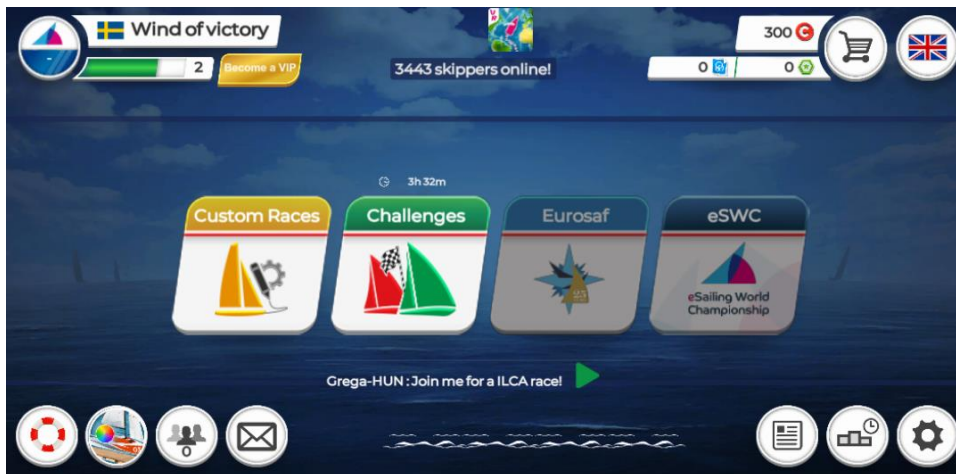 Wind of victory
2
Become a VIP
VR
3443 skippers online!
300 C
0
0
3h 32m
Custom Races
Challenges
Eurosaf
eSWC
eSailing World
Championship
Grega-HUN : Join me for a ILCA race!
0